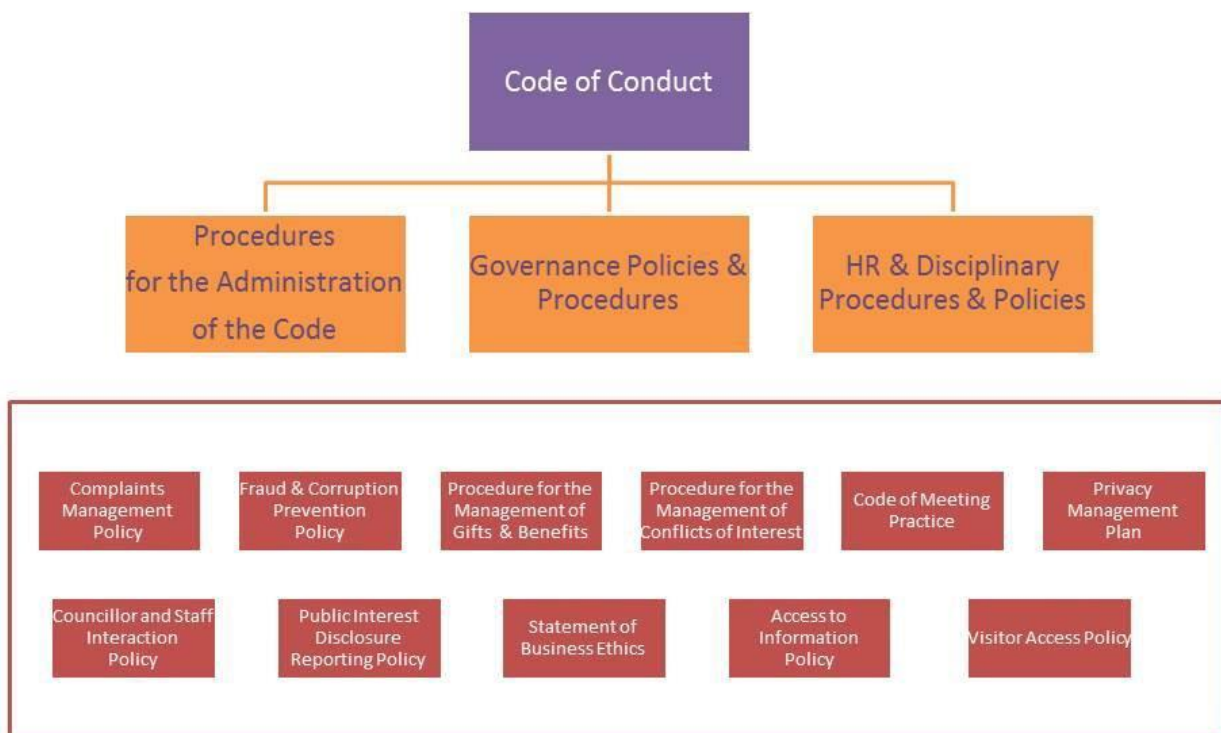 Code of Conduct
Procedures
for the Administration
of the Code
Governance Policies &
Procedures
HR & Disciplinary
Procedures & Policies
Complaints
Management
Policy
Fraud & Corruption
Prevention
Policy
Procedure for the
Management of
Gifts & Benefits
Procedure for the
Management of
Conflicts of Interest
Code of Meeting
Practice
Privacy
Management
Plan
Councillor and Staff
Interaction
Policy
Public Interest
Disclosure
Reporting Policy
Statement of
Business Ethics
Access to
Information
Policy
Visitor Access Policy